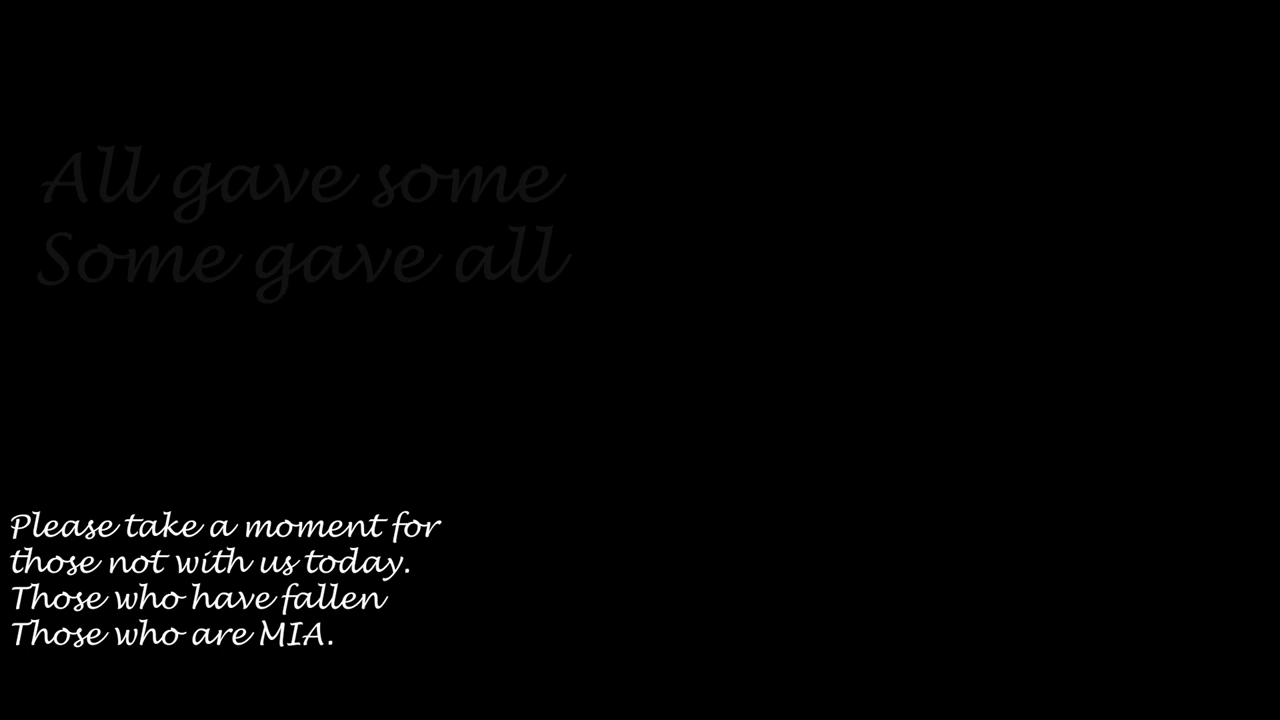 All gave some
Some gave all
Please take a moment for
those not with us today.
Those who have fallen
Those who are MIA.